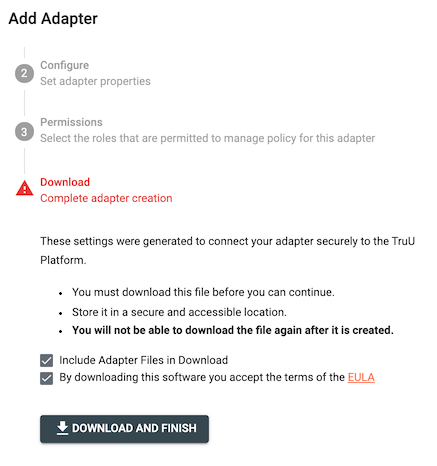 Add Adapter
2 Configure
Set adapter properties
3 Permissions
Select the roles that are permitted to manage policy for this adapter
Download
Complete adapter creation
These settings were generated to connect your adapter securely to the TruU
Platform.
• You must download this file before you can continue.
• Store it in a secure and accessible location.
• You will not be able to download the file again after it is created.
Include Adapter Files in Download
By downloading this software you accept the terms of the EULA
DOWNLOAD AND FINISH